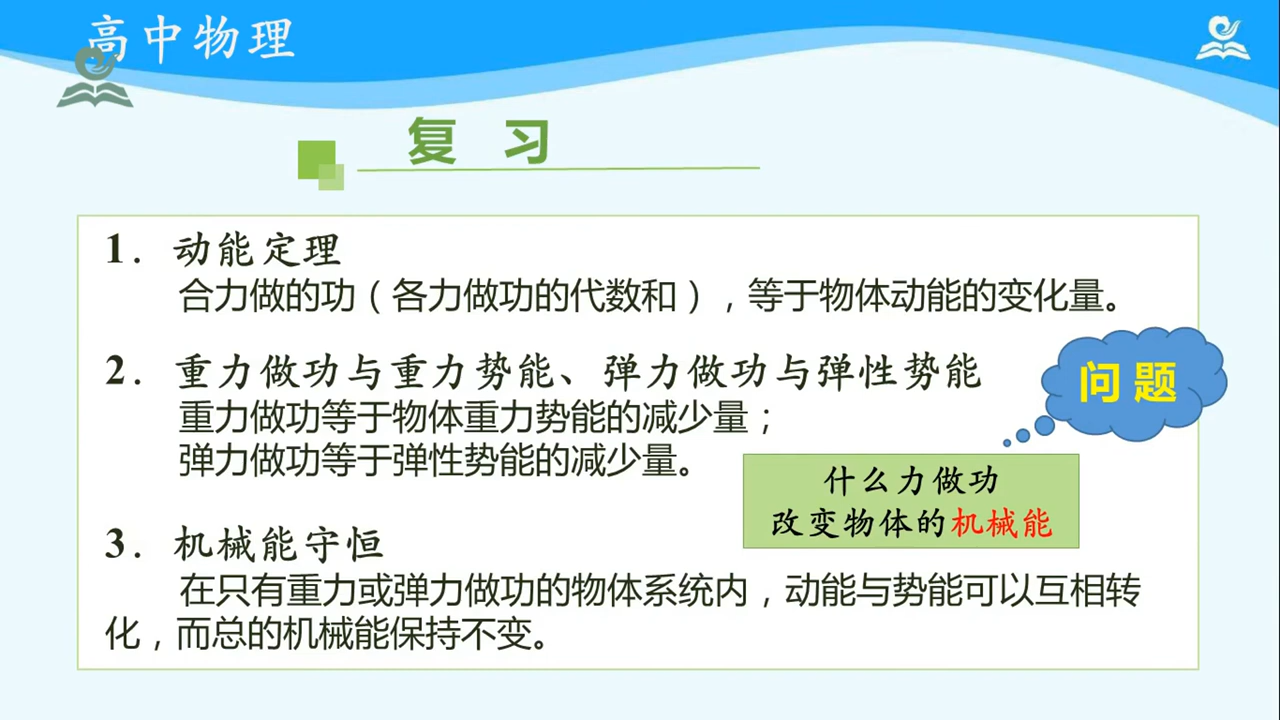 高中物理
复 习
1．动能定理
合力做的功（各力做功的代数和），等于物体动能的变化量。
2．重力做功与重力势能、弹力做功与弹性势能
重力做功等于物体重力势能的减少量；
弹力做功等于弹性势能的减少量。
问 题
什么力做功
改变物体的机械能
3．机械能守恒
在只有重力或弹力做功的物体系统内，动能与势能可以互相转
化，而总的机械能保持不变。